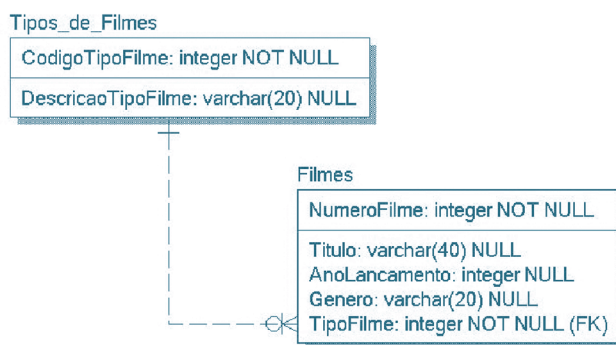 Tipos_de_Filmes
CodigoTipoFilme: integer NOT NULL
DescricaoTipoFilme: varchar(20) NULL
Filmes
NumeroFilme: integer NOT NULL
Titulo: varchar(40) NULL
AnoLancamento: integer NULL
Genero: varchar(20) NULL
TipoFilme: integer NOT NULL (FK)